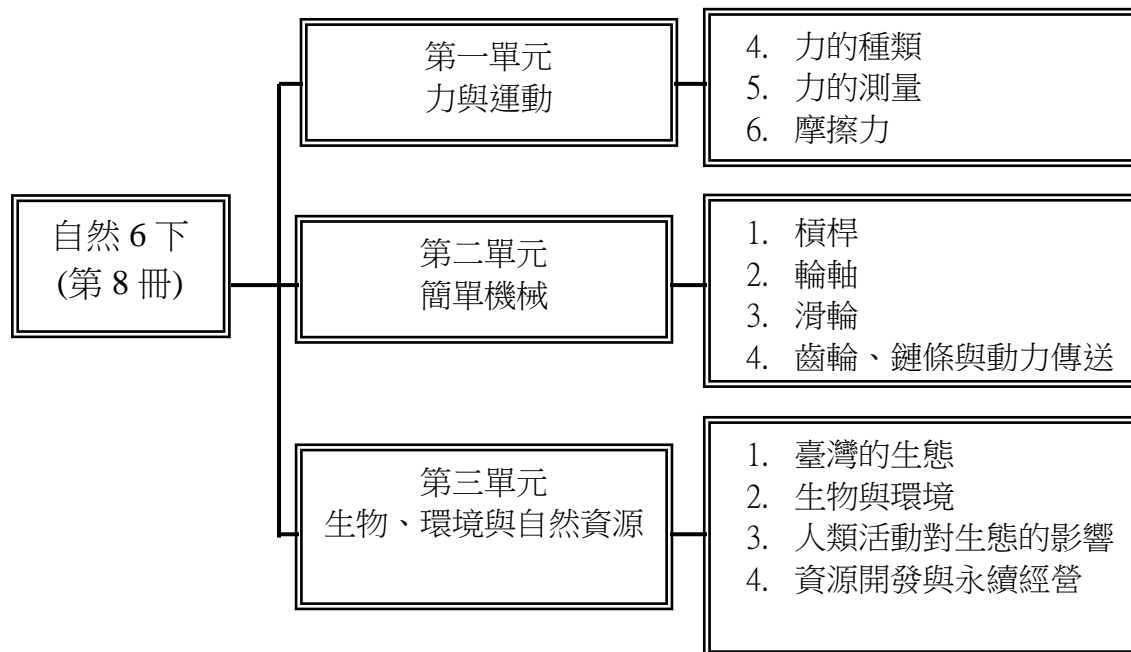 自然 6 下
(第 8 冊)
第一單元
力與運動
4. 力的種類
5. 力的測量
6. 摩擦力
第二單元
簡單機械
1. 槓桿
2. 輪軸
3. 滑輪
4. 齒輪、鏈條與動力傳送
第三單元
生物、環境與自然資源
1. 臺灣的生態
2. 生物與環境
3. 人類活動對生態的影響
4. 資源開發與永續經營